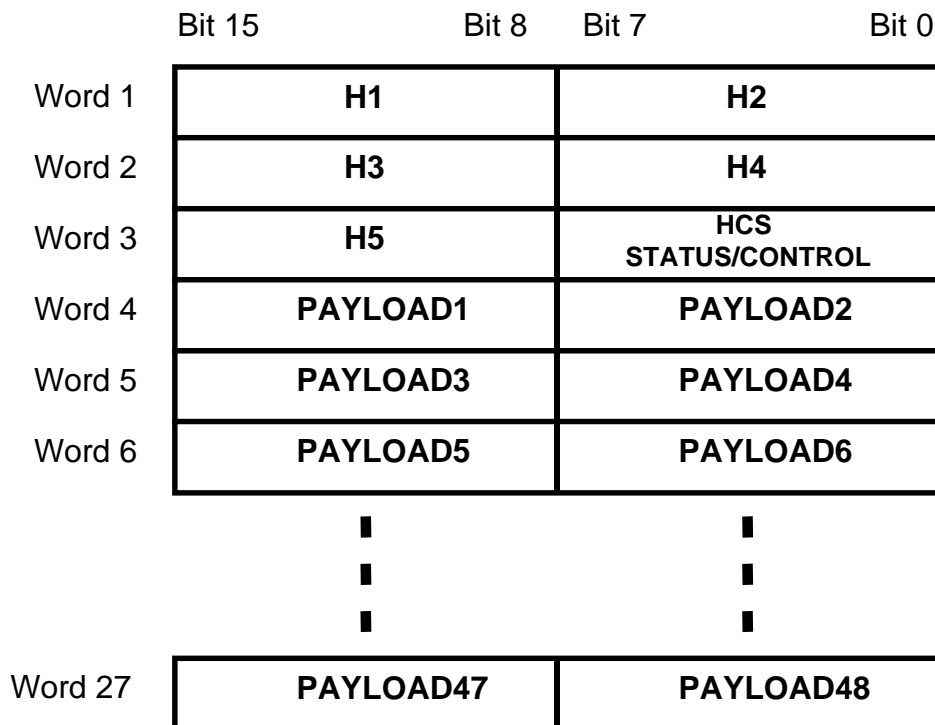 Bit 15 Bit 8 Bit 7 Bit 0
Word 1 H1 H2
Word 2 H3 H4
Word 3 H5 HCS
STATUS/CONTROL
Word 4 PAYLOAD1 PAYLOAD2
Word 5 PAYLOAD3 PAYLOAD4
Word 6 PAYLOAD5 PAYLOAD6
Word 27 PAYLOAD47 PAYLOAD48